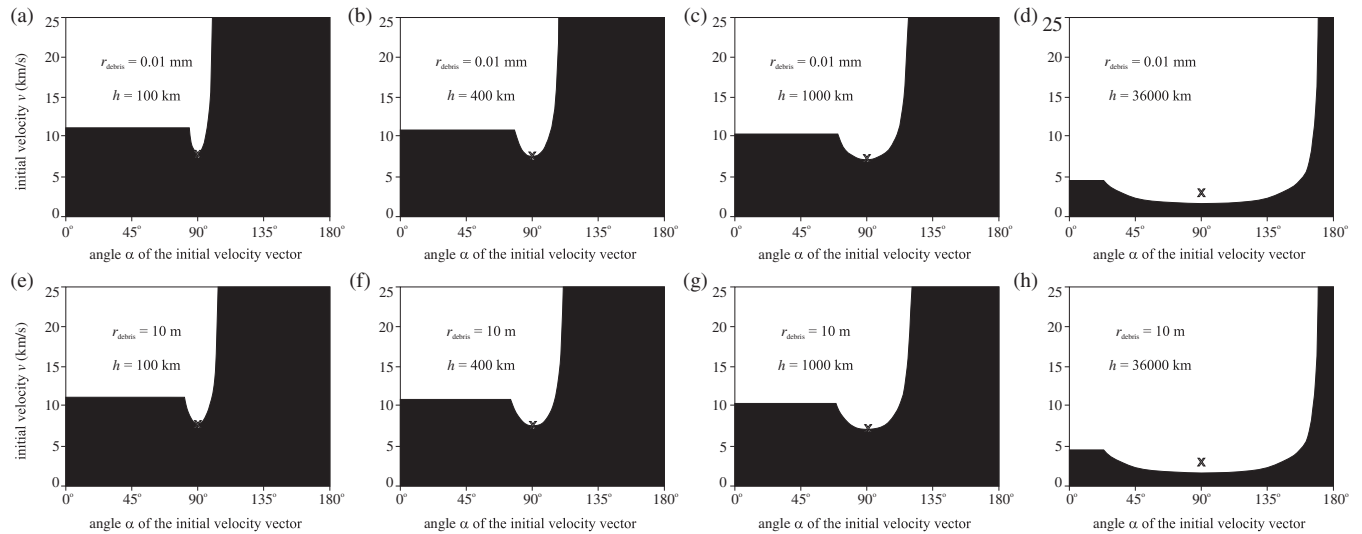 (a)
25
20
15
10
5
0
initial velocity v (km/s)
r_debris = 0.01 mm
h = 100 km
x
0° 45° 90° 135° 180°
angle α of the initial velocity vector
(b)
25
20
15
10
5
0
r_debris = 0.01 mm
h = 400 km
x
0° 45° 90° 135° 180°
angle α of the initial velocity vector
(c)
25
20
15
10
5
0
r_debris = 0.01 mm
h = 1000 km
x
0° 45° 90° 135° 180°
angle α of the initial velocity vector
(d)
25
20
15
10
5
0
r_debris = 0.01 mm
h = 36000 km
x
0° 45° 90° 135° 180°
angle α of the initial velocity vector
(e)
25
20
15
10
5
0
initial velocity v (km/s)
r_debris = 10 m
h = 100 km
x
0° 45° 90° 135° 180°
angle α of the initial velocity vector
(f)
25
20
15
10
5
0
r_debris = 10 m
h = 400 km
x
0° 45° 90° 135° 180°
angle α of the initial velocity vector
(g)
25
20
15
10
5
0
r_debris = 10 m
h = 1000 km
x
0° 45° 90° 135° 180°
angle α of the initial velocity vector
(h)
25
20
15
10
5
0
r_debris = 10 m
h = 36000 km
x
0° 45° 90° 135° 180°
angle α of the initial velocity vector